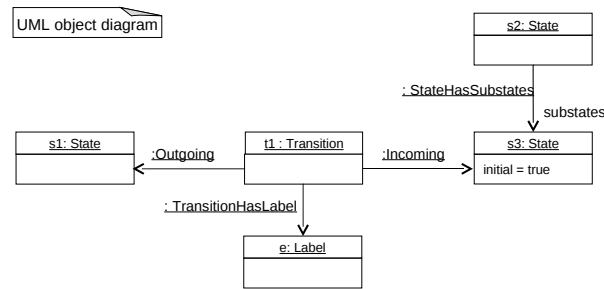 UML object diagram
s2: State
: StateHasSubstates
substates
s1: State
:Outgoing
t1 : Transition
:Incoming
s3: State
initial = true
: TransitionHasLabel
e: Label